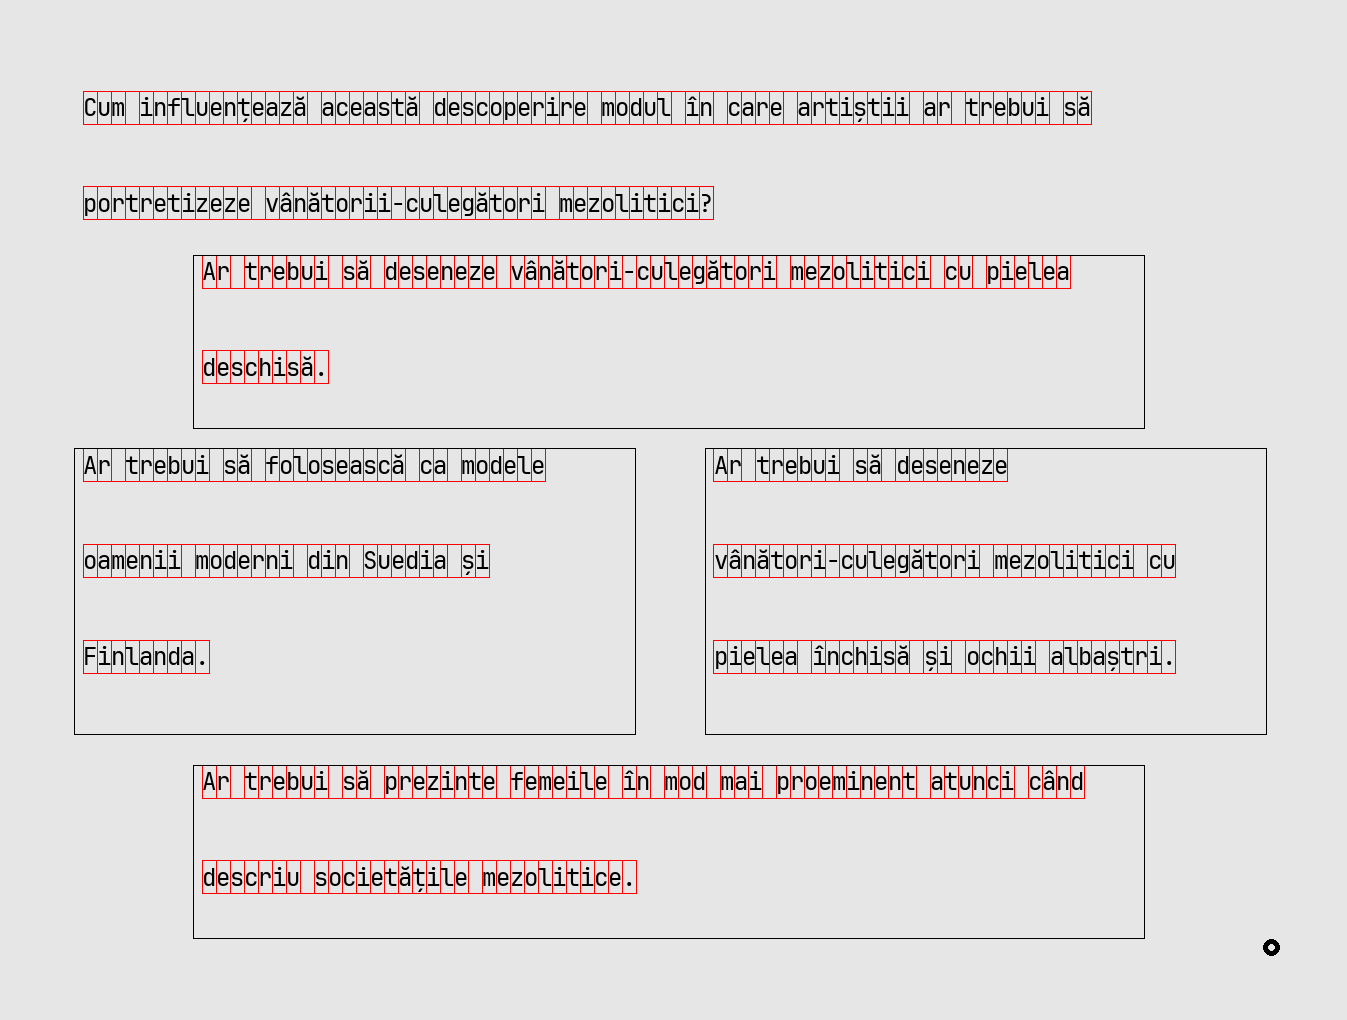 Cum influențează această descoperire modul în care artiștii ar trebui să
portretizeze vânătorii-culegători mezolitici?
Ar trebui să deseneze vânători-culegători mezolitici cu pielea
deschisă.
Ar trebui să folosească ca modele
oamenii moderni din Suedia și
Finlanda.
Ar trebui să deseneze
vânători-culegători mezolitici cu
pielea închisă și ochii albaștri.
Ar trebui să prezinte femeile în mod mai proeminent atunci când
descriu societățile mezolitice.